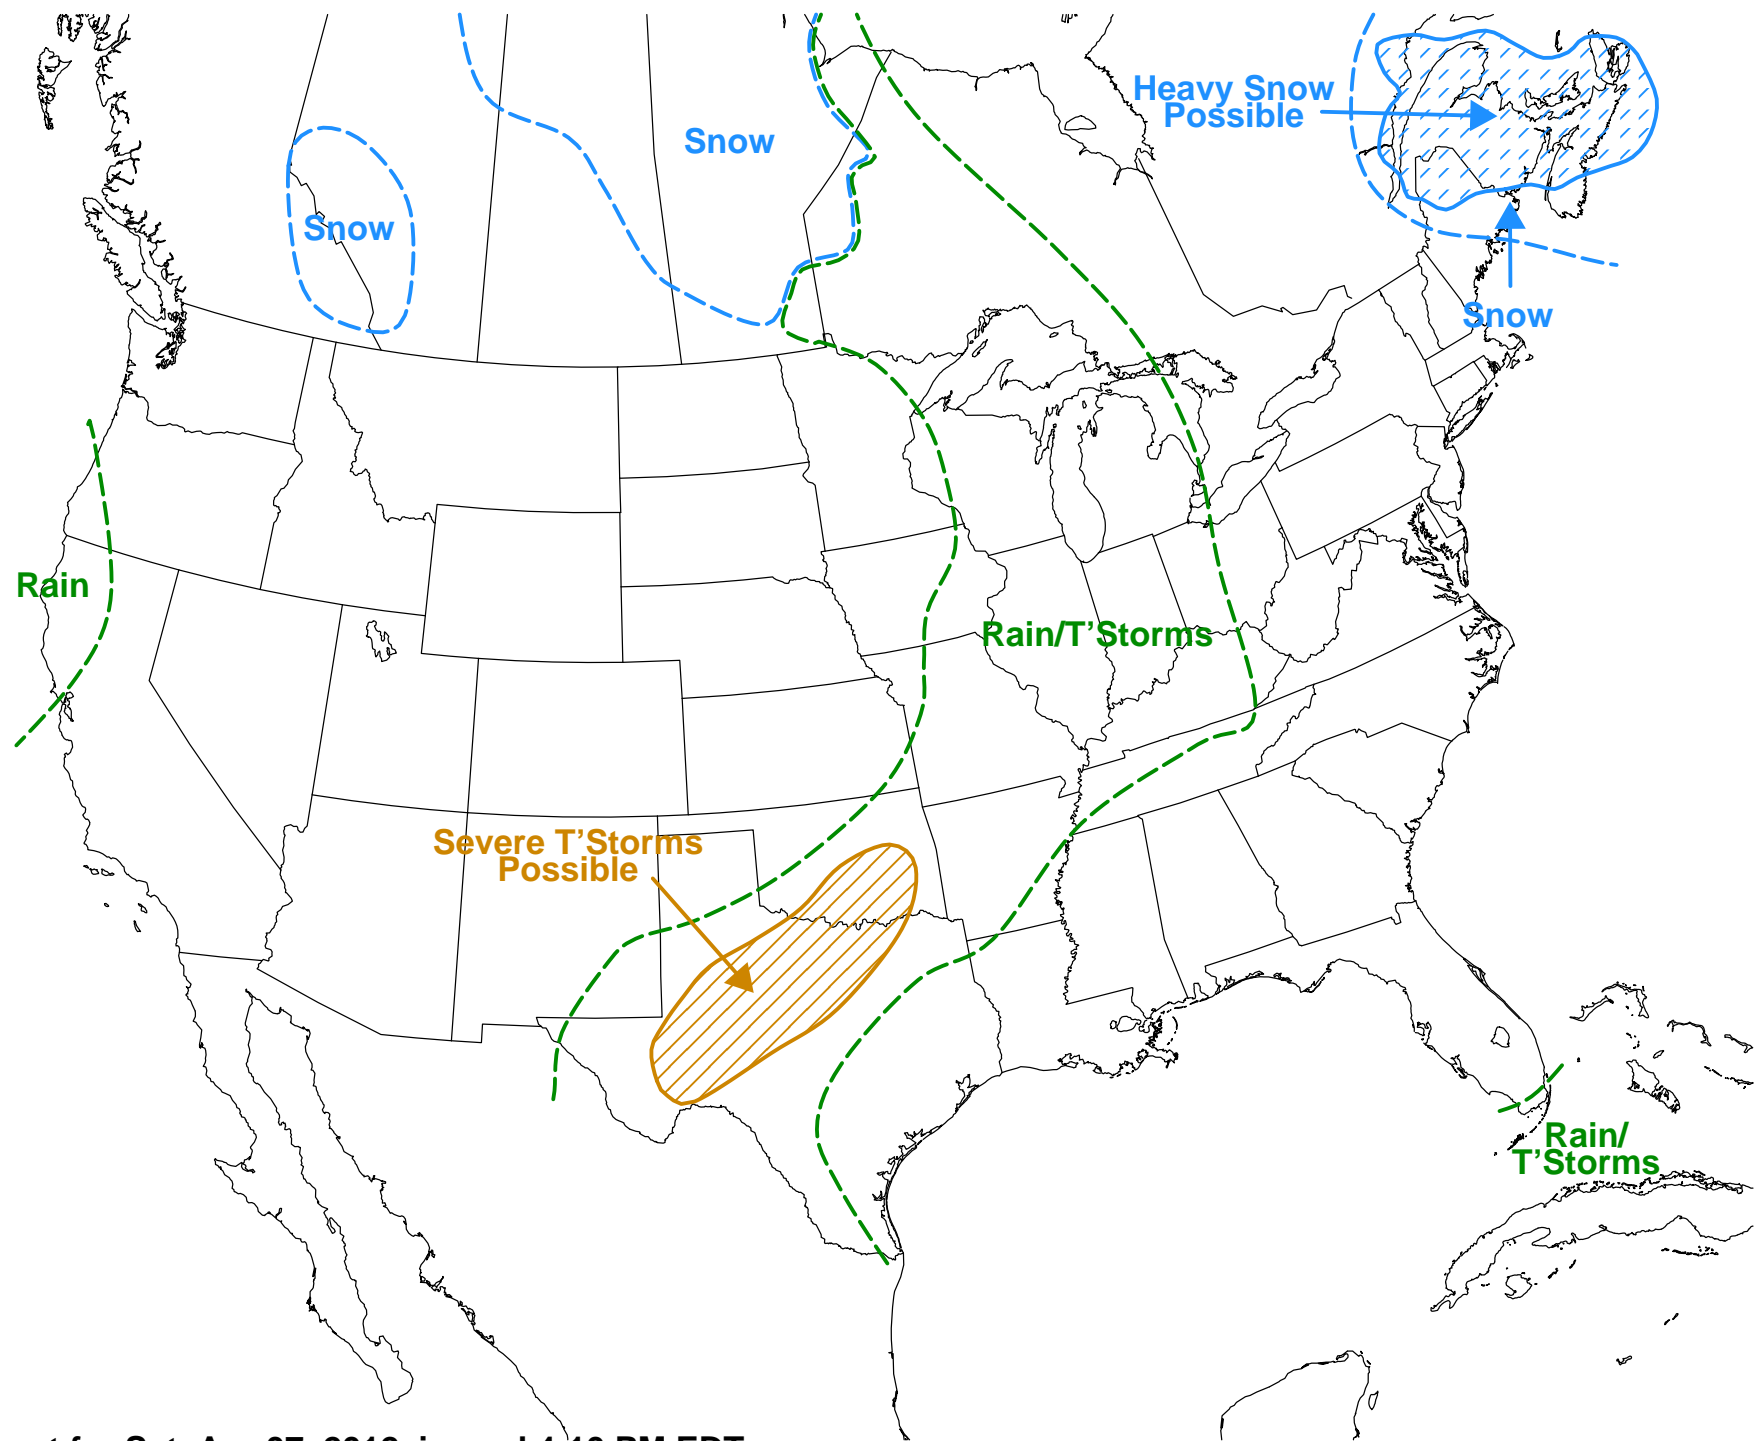 Heavy Snow
Possible
Snow
Snow
Snow
Rain
Rain/T'Storms
Severe T'Storms
Possible
Rain/
T'Storms